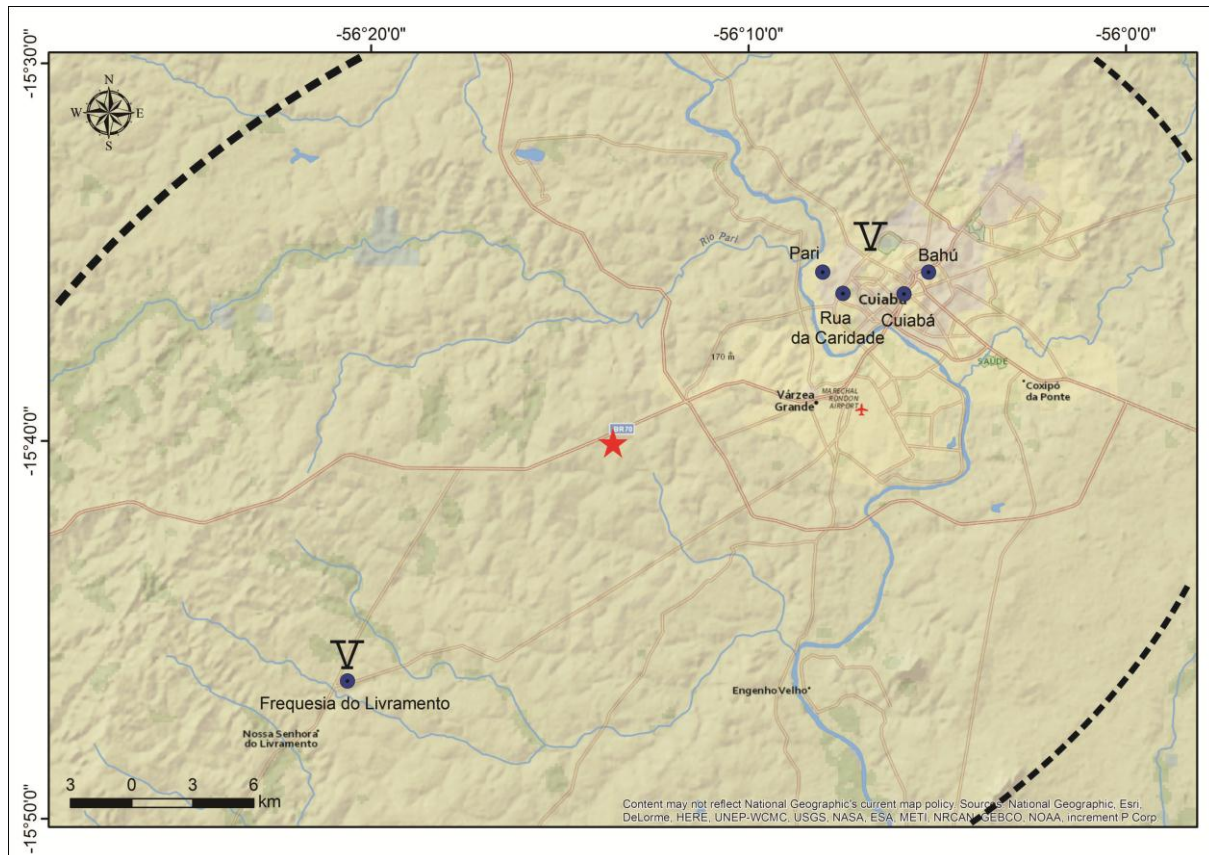 -56°20'0"
-56°10'0"
-56°0'0"
-15°30'0"
N
W E
S
Rio Pari
V
Pari
Bahú
Cuiabá
Rua
da Caridade
Cuiabá
170 m
SAÚDE
Várzea
Grande
MARECHAL
RONDON
AIRPORT
Coxipó
da Ponte
-15°40'0"
BR70
V
Frequesia do Livramento
Engenho Velho
Nossa Senhora
do Livramento
3 0 3 6
km
Content may not reflect National Geographic's current map policy. Sources: National Geographic, Esri,
DeLorme, HERE, UNEP-WCMC, USGS, NASA, ESA, METI, NRCAN, GEBCO, NOAA, increment P Corp.
-15°50'0"